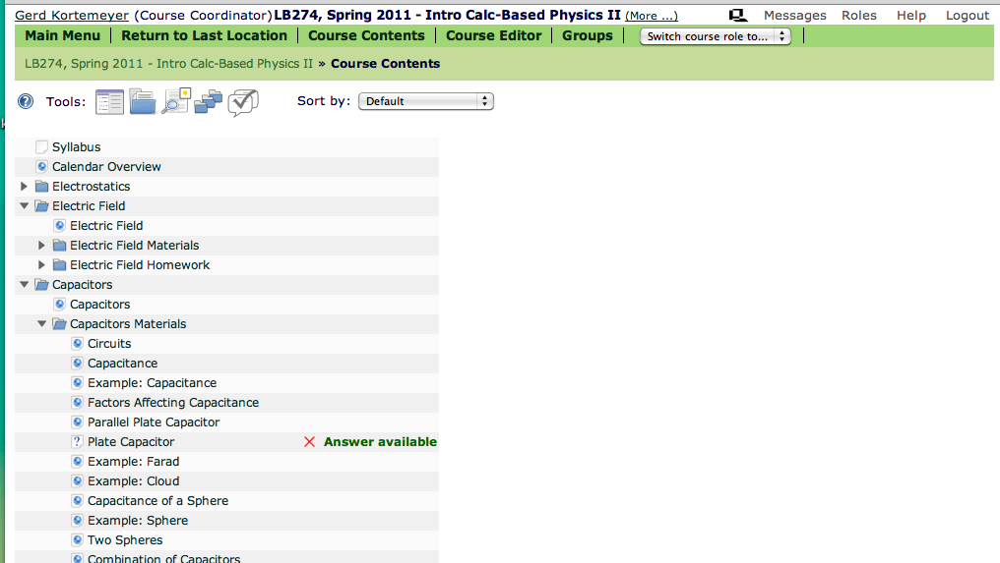 Gerd Kortemeyer (Course Coordinator) LB274, Spring 2011 - Intro Calc-Based Physics II (More ...) Messages Roles Help Logout
Main Menu Return to Last Location Course Contents Course Editor Groups Switch course role to...
LB274, Spring 2011 - Intro Calc-Based Physics II » Course Contents
? Tools: Sort by: Default
Syllabus
Calendar Overview
Electrostatics
Electric Field
Electric Field
Electric Field Materials
Electric Field Homework
Capacitors
Capacitors
Capacitors Materials
Circuits
Capacitance
Example: Capacitance
Factors Affecting Capacitance
Parallel Plate Capacitor
? Plate Capacitor Answer available
Example: Farad
Example: Cloud
Capacitance of a Sphere
Example: Sphere
Two Spheres
Combination of Capacitors